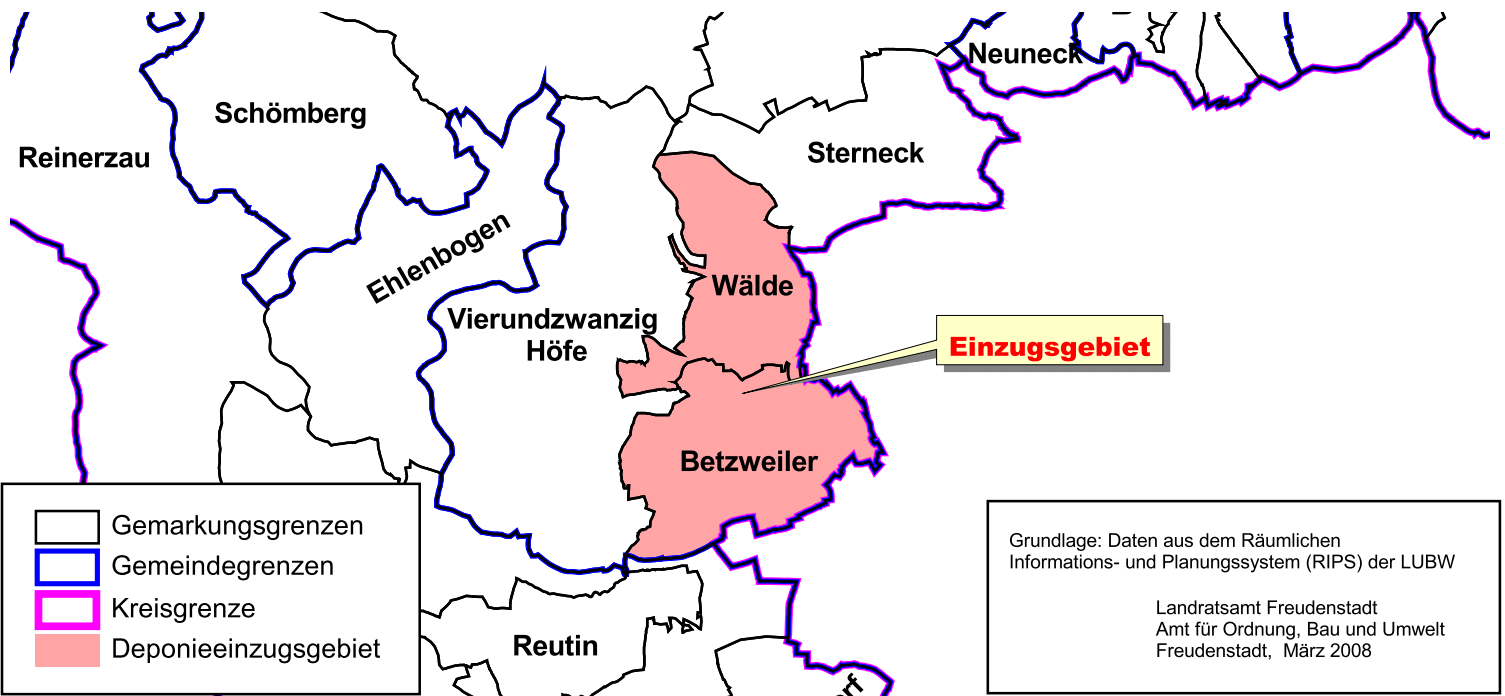 Neuneck
Schömberg
Reinerzau
Sterneck
Ehlenbogen
Wälde
Vierundzwanzig
Höfe
Einzugsgebiet
Betzweiler
Gemarkungsgrenzen
Gemeindegrenzen
Kreisgrenze
Deponieeinzugsgebiet
Grundlage: Daten aus dem Räumlichen
Informations- und Planungssystem (RIPS) der LUBW
Landratsamt Freudenstadt
Amt für Ordnung, Bau und Umwelt
Freudenstadt, März 2008
Reutin